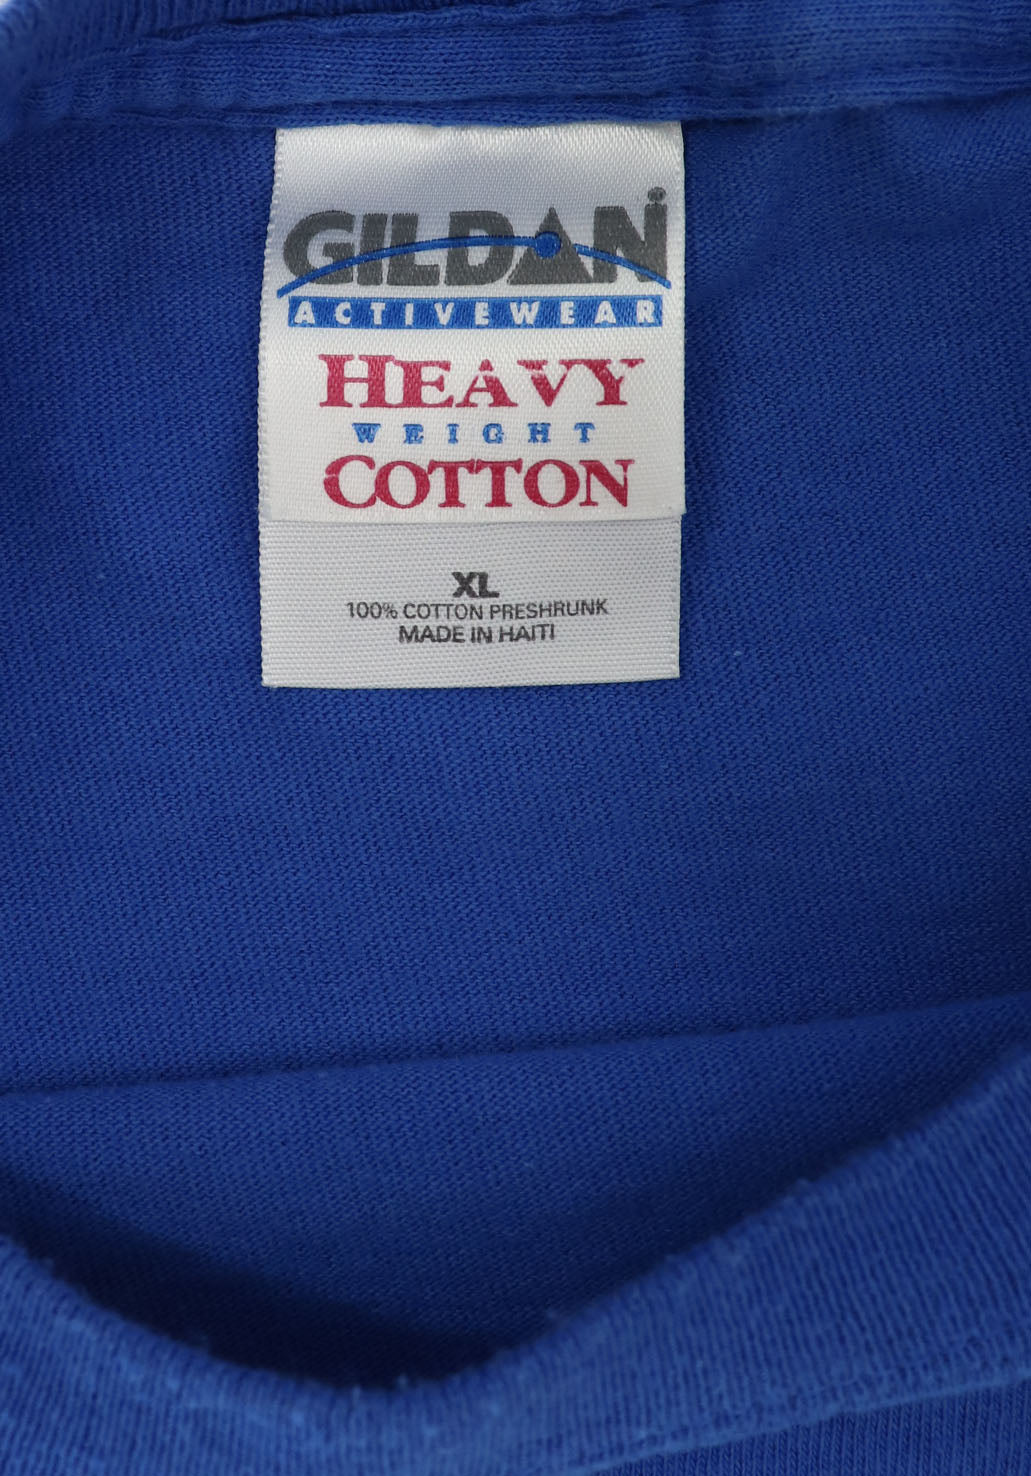 GILDAN
ACTIVEWEAR
HEAVY
WEIGHT
COTTON
XL
100% COTTON PRESHRUNK
MADE IN HAITI